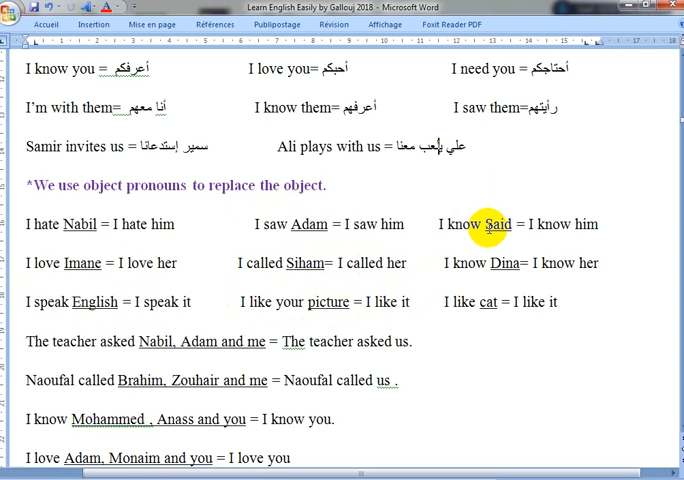 Learn English Easily by Gallouj 2018 - Microsoft Word
Accueil Insertion Mise en page Références Publipostage Révision Affichage Foxit Reader PDF
I know you = أعرفكم I love you= أحبكم I need you = أحتاجكم
I'm with them= أنا معهم I know them= أعرفهم I saw them= رأيتهم
Samir invites us = سمير إستدعانا Ali plays with us = علي يلعب معنا
*We use object pronouns to replace the object.
I hate Nabil = I hate him I saw Adam = I saw him I know Said = I know him
I love Imane = I love her I called Siham= I called her I know Dina= I know her
I speak English = I speak it I like your picture = I like it I like cat = I like it
The teacher asked Nabil, Adam and me = The teacher asked us.
Naoufal called Brahim, Zouhair and me = Naoufal called us .
I know Mohammed , Anass and you = I know you.
I love Adam, Monaim and you = I love you